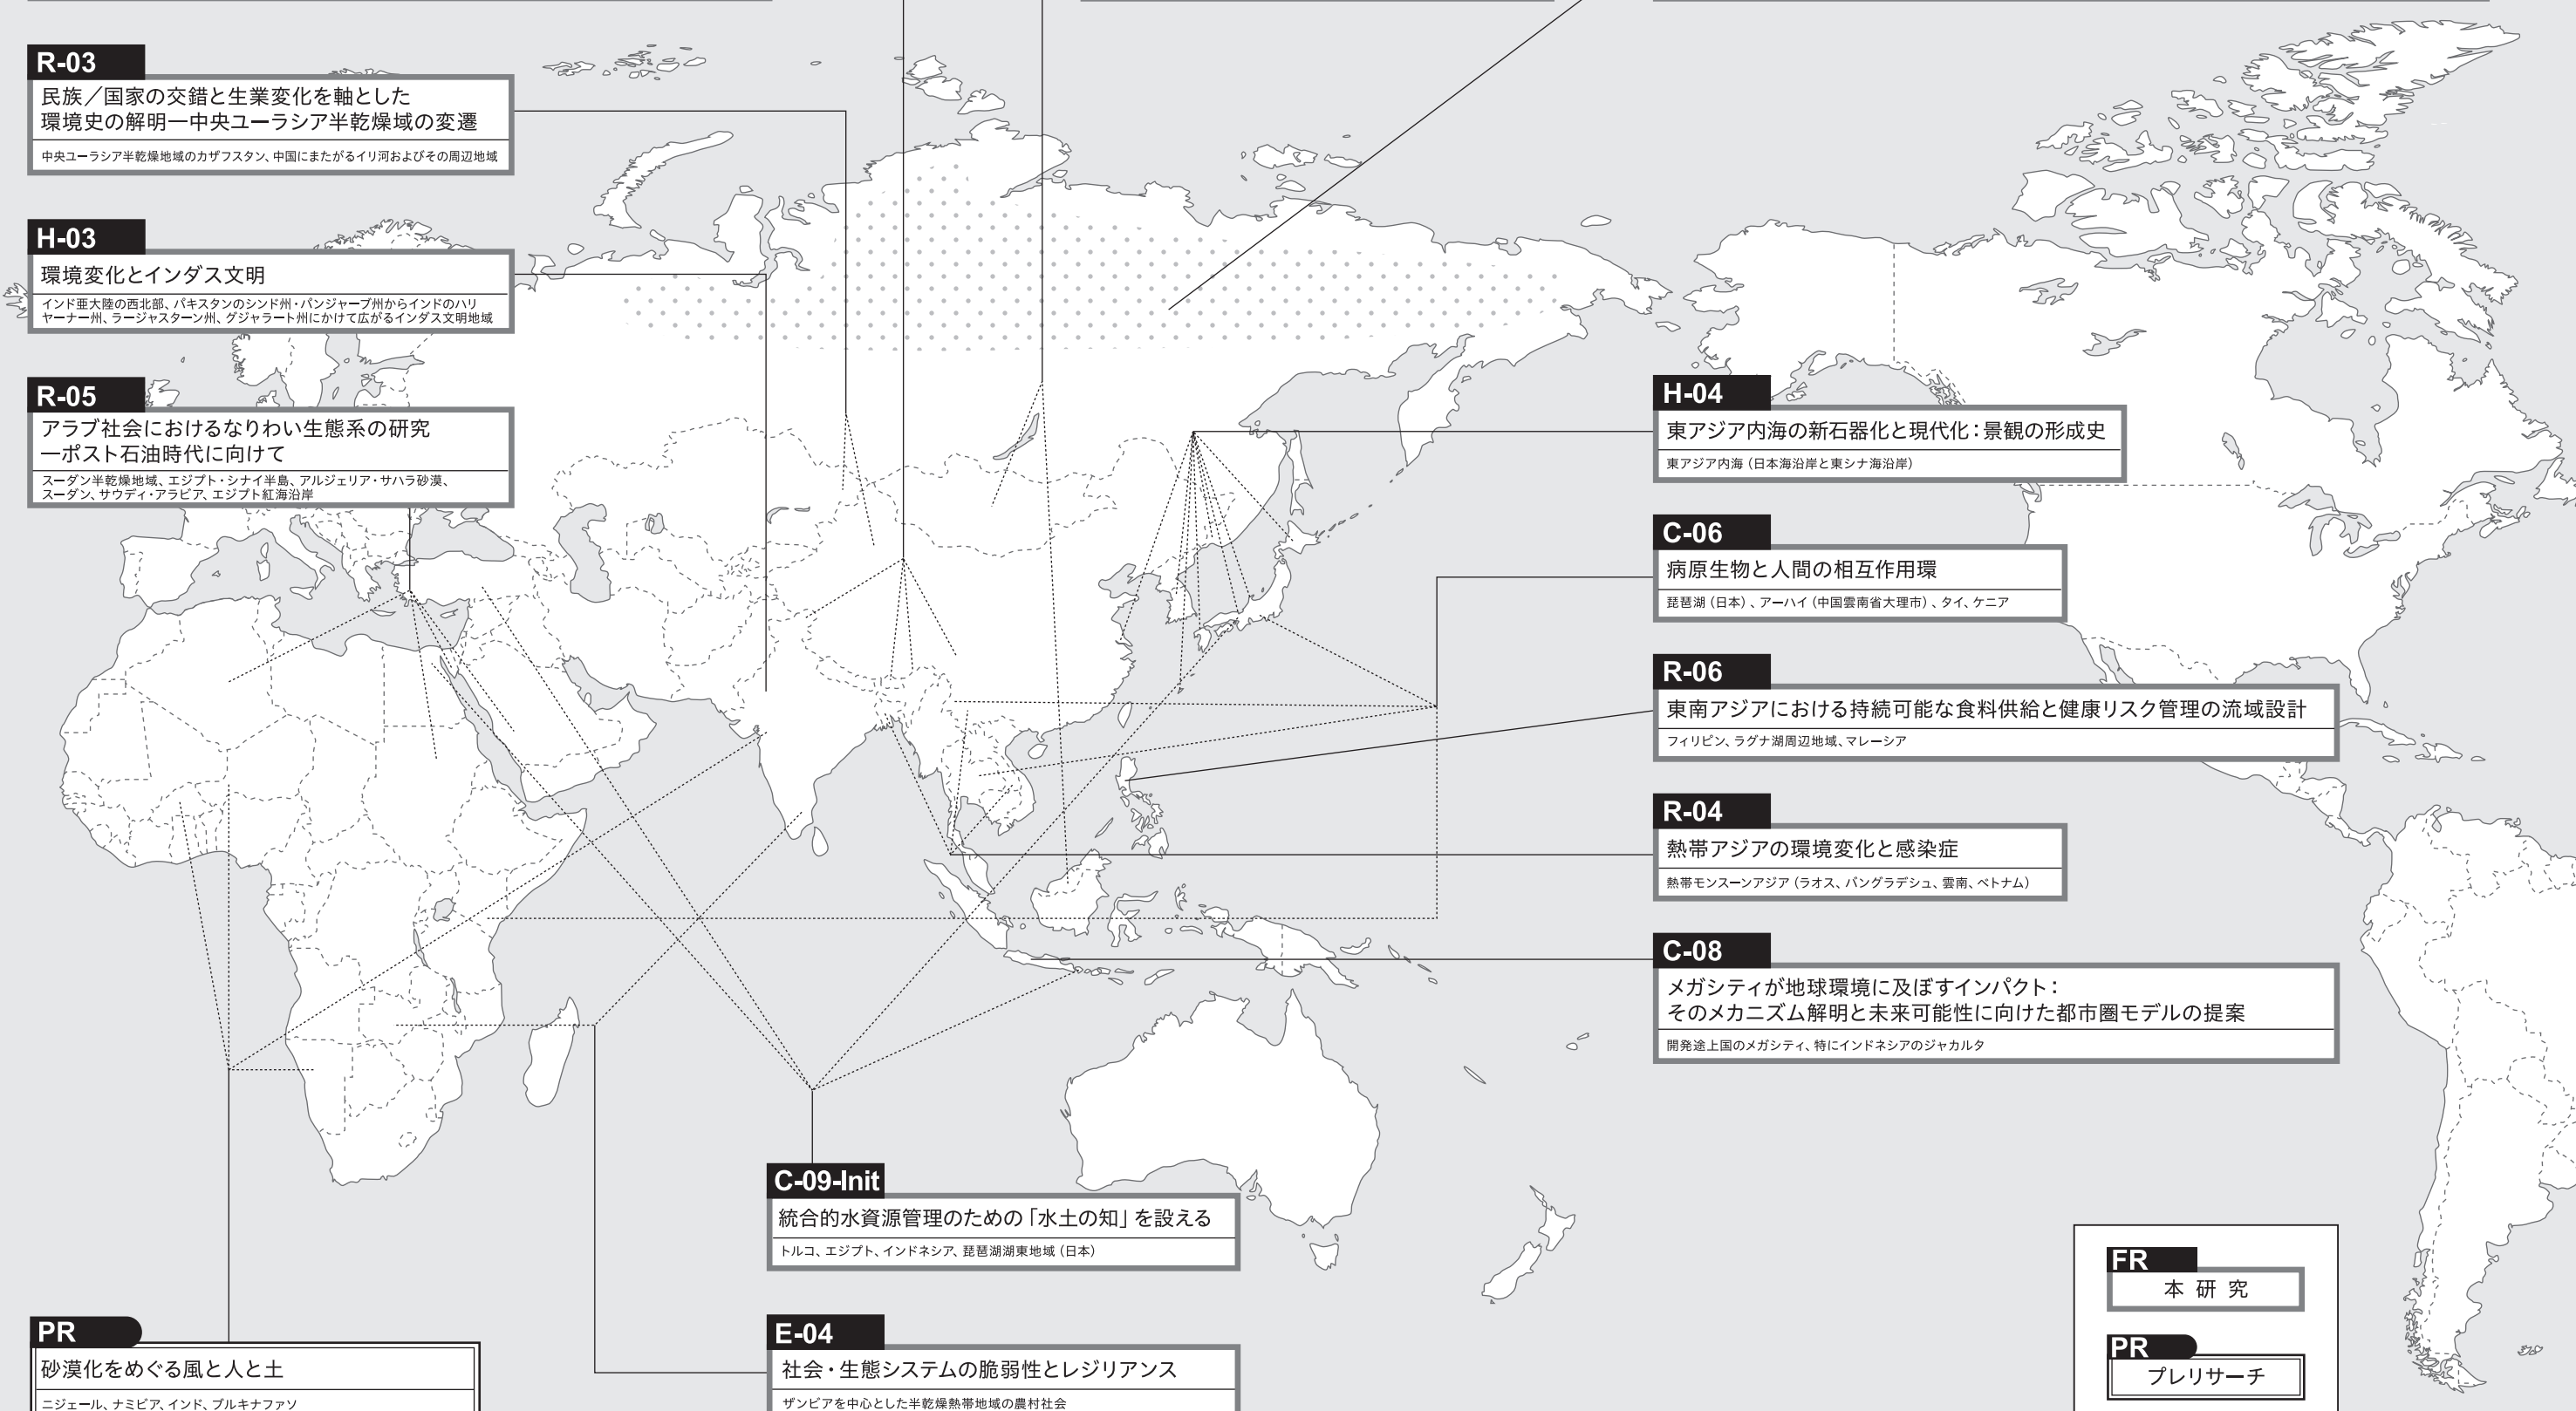 R-03
民族／国家の交錯と生業変化を軸とした
環境史の解明―中央ユーラシア半乾燥域の変遷
中央ユーラシア半乾燥地域のカザフスタン、中国にまたがるイリ河およびその周辺地域
H-03
環境変化とインダス文明
インド亜大陸の西北部、パキスタンのシンド州・パンジャーブ州からインドのハリ
ヤーナー州、ラージャスターン州、グジャラート州にかけて広がるインダス文明地域
R-05
アラブ社会におけるなりわい生態系の研究
―ポスト石油時代に向けて
スーダン半乾燥地域、エジプト・シナイ半島、アルジェリア・サハラ砂漠、
スーダン、サウディ・アラビア、エジプト紅海沿岸
H-04
東アジア内海の新石器化と現代化：景観の形成史
東アジア内海（日本海沿岸と東シナ海沿岸）
C-06
病原生物と人間の相互作用環
琵琶湖（日本）、アーハイ（中国雲南省大理市）、タイ、ケニア
R-06
東南アジアにおける持続可能な食料供給と健康リスク管理の流域設計
フィリピン、ラグナ湖周辺地域、マレーシア
R-04
熱帯アジアの環境変化と感染症
熱帯モンスーンアジア（ラオス、バングラデシュ、雲南、ベトナム）
C-08
メガシティが地球環境に及ぼすインパクト：
そのメカニズム解明と未来可能性に向けた都市圏モデルの提案
開発途上国のメガシティ、特にインドネシアのジャカルタ
C-09-Init
統合的水資源管理のための「水土の知」を設える
トルコ、エジプト、インドネシア、琵琶湖湖東地域（日本）
E-04
社会・生態システムの脆弱性とレジリアンス
ザンビアを中心とした半乾燥熱帯地域の農村社会
PR
砂漠化をめぐる風と人と土
ニジェール、ナミビア、インド、ブルキナファソ
FR
本 研 究
PR
プレリサーチ